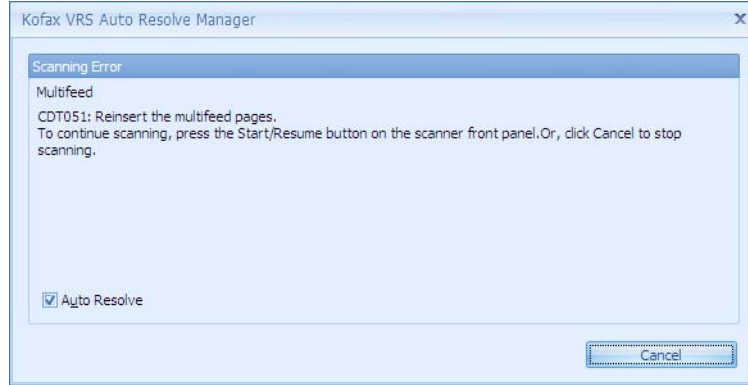 Kofax VRS Auto Resolve Manager
Scanning Error
Multifeed
CDT051: Reinsert the multifeed pages.
To continue scanning, press the Start/Resume button on the scanner front panel.Or, click Cancel to stop
scanning.
Auto Resolve
Cancel